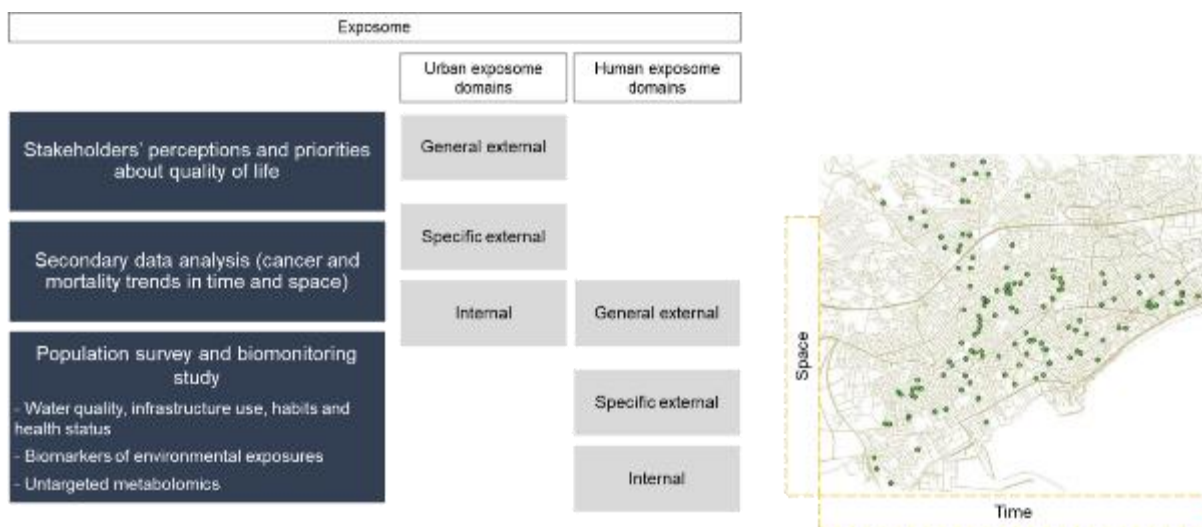 Exposome
Urban exposome
domains
Human exposome
domains
Stakeholders' perceptions and priorities
about quality of life
General external
Specific external
Secondary data analysis (cancer and
mortality trends in time and space)
Internal
General external
Population survey and biomonitoring
study
- Water quality, infrastructure use, habits and
health status
- Biomarkers of environmental exposures
- Untargeted metabolomics
Specific external
Internal
Space
Time